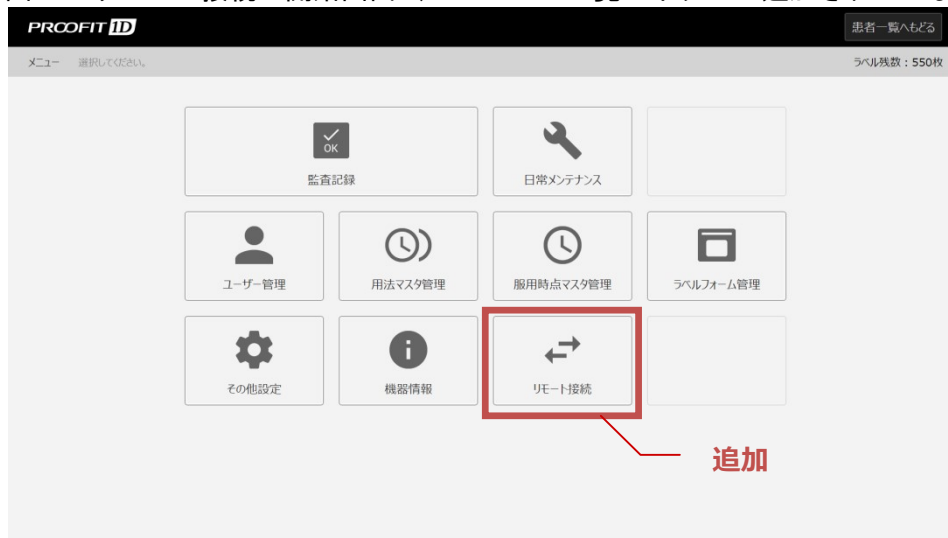 PROOFIT 1D
患者一覧へもどる
メニュー 選択してください。
ラベル残数：550枚
OK
監査記録
日常メンテナンス
ユーザー管理
用法マスタ管理
服用時点マスタ管理
ラベルフォーム管理
その他設定
機器情報
リモート接続
追加